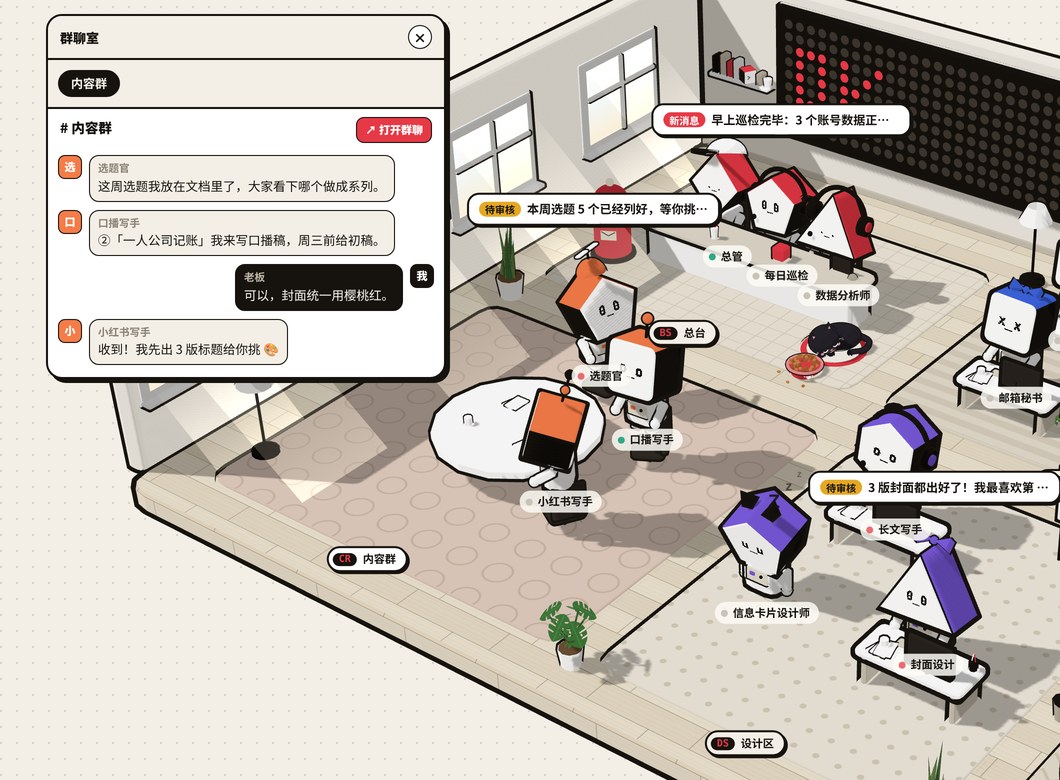 群聊室
内容群
# 内容群
↗ 打开群聊
选
选题官
这周选题我放在文档里了，大家看下哪个做成系列。
口
口播写手
②「一人公司记账」我来写口播稿，周三前给初稿。
老板
可以，封面统一用樱桃红。
我
小
小红书写手
收到！我先出 3 版标题给你挑 🎨
新消息 早上巡检完毕：3 个账号数据正…
待审核 本周选题 5 个已经列好，等你挑…
总管
每日巡检
数据分析师
BS 总台
选题官
邮箱秘书
口播写手
小红书写手
z z
待审核 3 版封面都出好了！我最喜欢第 …
长文写手
CR 内容群
信息卡片设计师
封面设计
DS 设计区